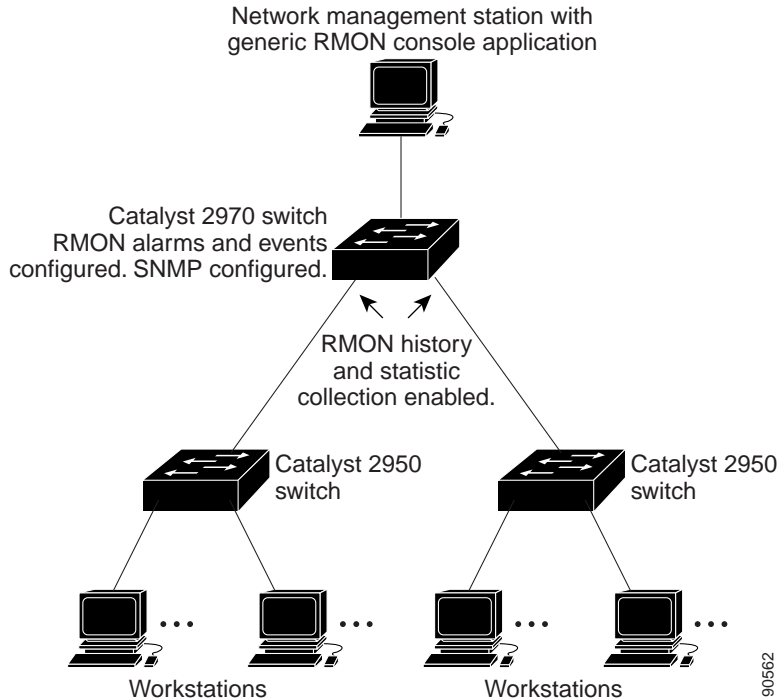 Network management station with
generic RMON console application
Catalyst 2970 switch
RMON alarms and events
configured. SNMP configured.
RMON history
and statistic
collection enabled.
Catalyst 2950
switch
Catalyst 2950
switch
Workstations
Workstations
90562